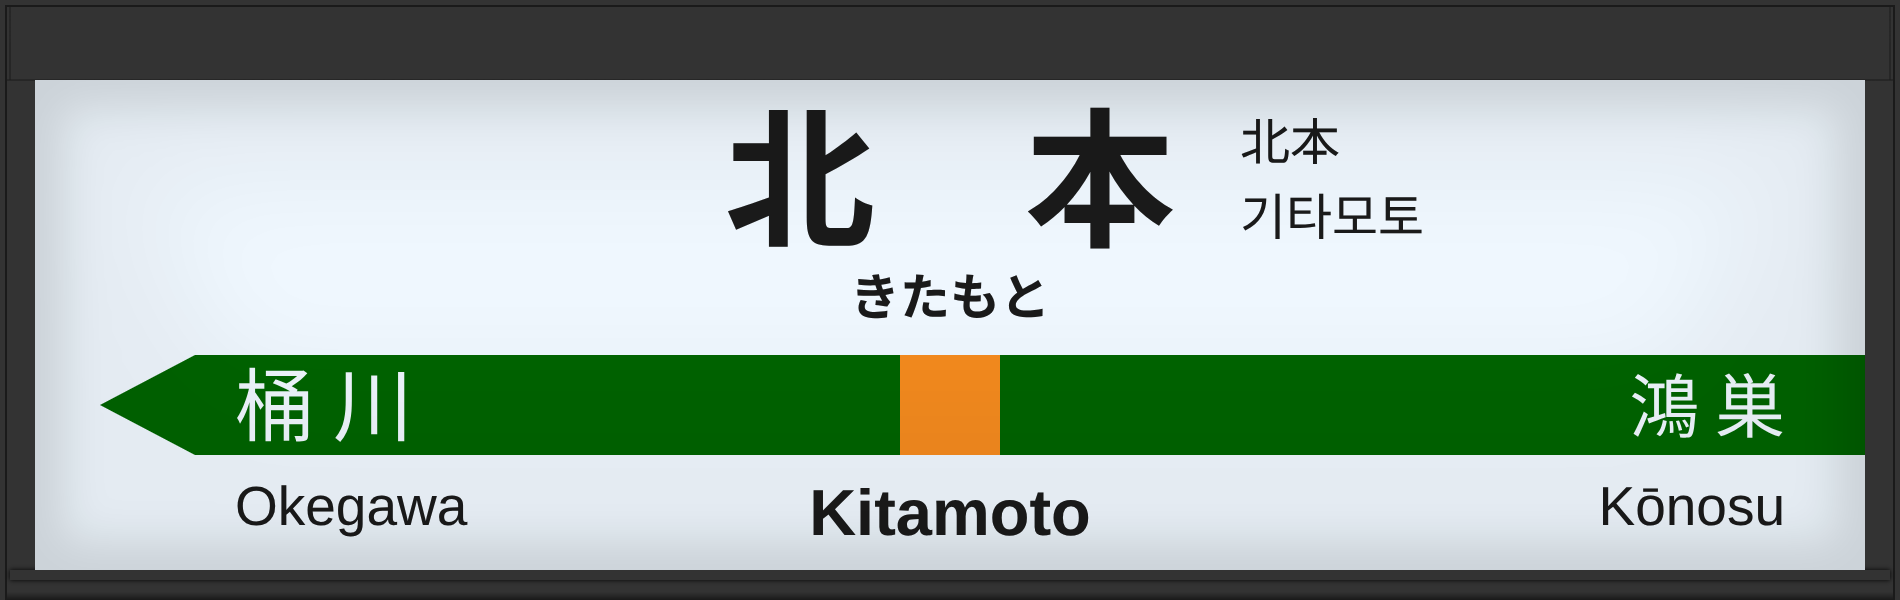 北 本
北本
기타모토
きたもと
桶川 鴻巣
Okegawa Kitamoto Kōnosu